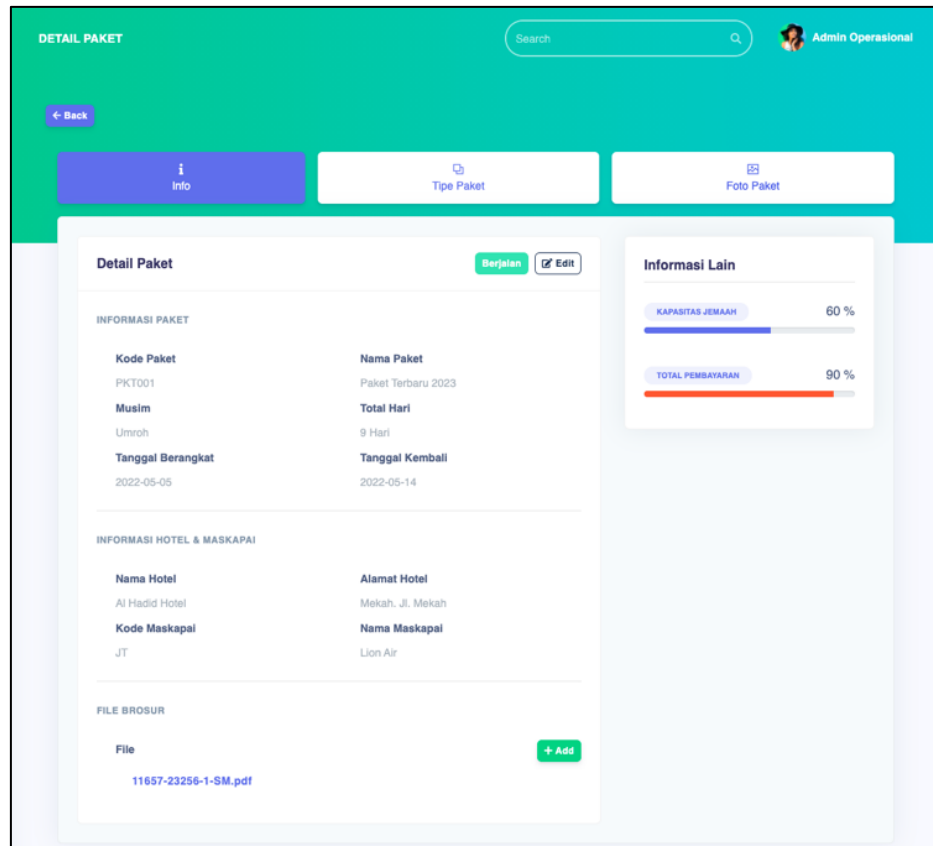 DETAIL PAKET
Search
Admin Operasional
Back
Info
Tipe Paket
Foto Paket
Detail Paket
Berjalan
Edit
INFORMASI PAKET
Kode Paket
Nama Paket
PKT001
Paket Terbaru 2023
Musim
Total Hari
Umroh
9 Hari
Tanggal Berangkat
Tanggal Kembali
2022-05-05
2022-05-14
INFORMASI HOTEL & MASKAPAI
Nama Hotel
Alamat Hotel
Al Hadid Hotel
Mekah. Jl. Mekah
Kode Maskapai
Nama Maskapai
JT
Lion Air
FILE BROSUR
File
+ Add
11657-23256-1-SM.pdf
Informasi Lain
KAPASITAS JEMAAH
60 %
TOTAL PEMBAYARAN
90 %